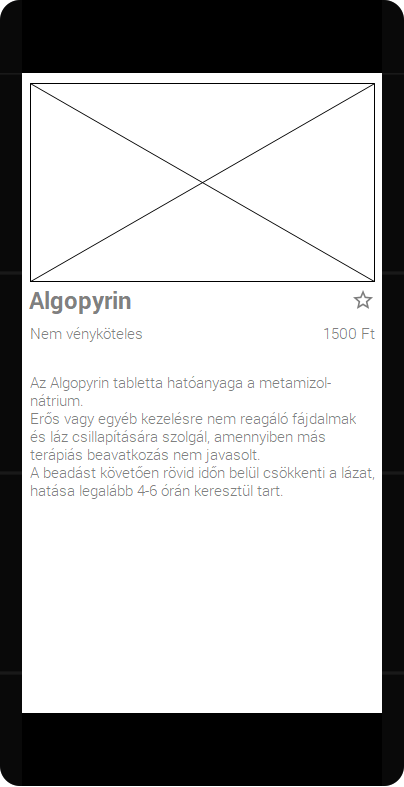 Algopyrin
Nem vényköteles 1500 Ft
Az Algopyrin tabletta hatóanyaga a metamizol-
nátrium.
Erős vagy egyéb kezelésre nem reagáló fájdalmak
és láz csillapítására szolgál, amennyiben más
terápiás beavatkozás nem javasolt.
A beadást követően rövid időn belül csökkenti a lázat,
hatása legalább 4-6 órán keresztül tart.